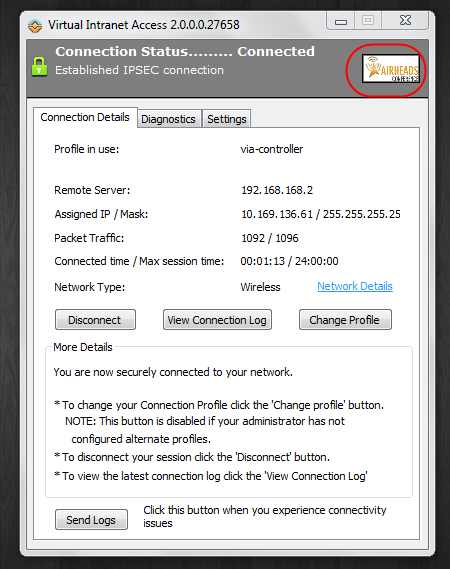 Virtual Intranet Access 2.0.0.0.27658
Connection Status......... Connected
Established IPSEC connection
AIRHEADS
CONFERENCE
Connection Details Diagnostics Settings
Profile in use: via-controller
Remote Server: 192.168.168.2
Assigned IP / Mask: 10.169.136.61 / 255.255.255.25
Packet Traffic: 1092 / 1096
Connected time / Max session time: 00:01:13 / 24:00:00
Network Type: Wireless Network Details
Disconnect View Connection Log Change Profile
More Details
You are now securely connected to your network.
* To change your Connection Profile click the 'Change profile' button.
NOTE: This button is disabled if your administrator has not
configured alternate profiles.
* To disconnect your session click the 'Disconnect' button.
* To view the latest connection log click the 'View Connection Log'
Send Logs Click this button when you experience connectivity
issues